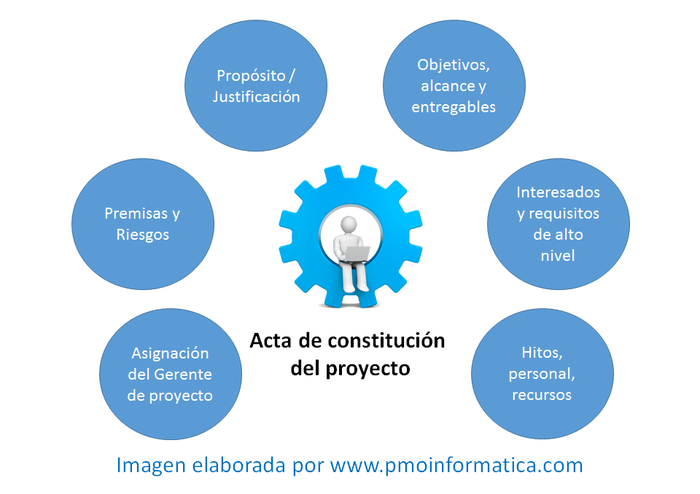 Propósito /
Justificación
Objetivos,
alcance y
entregables
Premisas y
Riesgos
Interesados
y requisitos
de alto
nivel
Asignación
del Gerente
de proyecto
Acta de constitución
del proyecto
Hitos,
personal,
recursos
Imagen elaborada por www.pmoinformatica.com